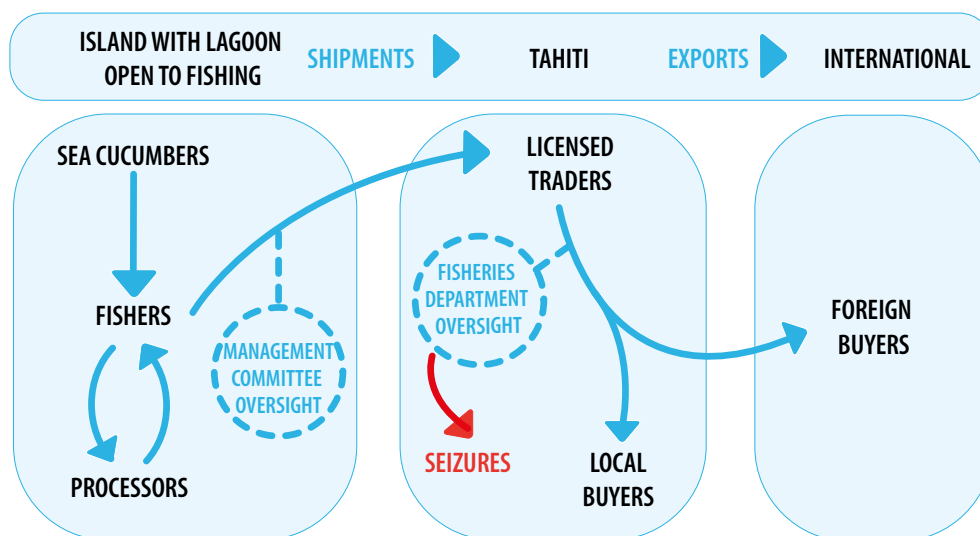 ISLAND WITH LAGOON
OPEN TO FISHING
SHIPMENTS
TAHITI
EXPORTS
INTERNATIONAL
SEA CUCUMBERS
FISHERS
MANAGEMENT
COMMITTEE
OVERSIGHT
PROCESSORS
LICENSED
TRADERS
FISHERIES
DEPARTMENT
OVERSIGHT
SEIZURES
LOCAL
BUYERS
FOREIGN
BUYERS